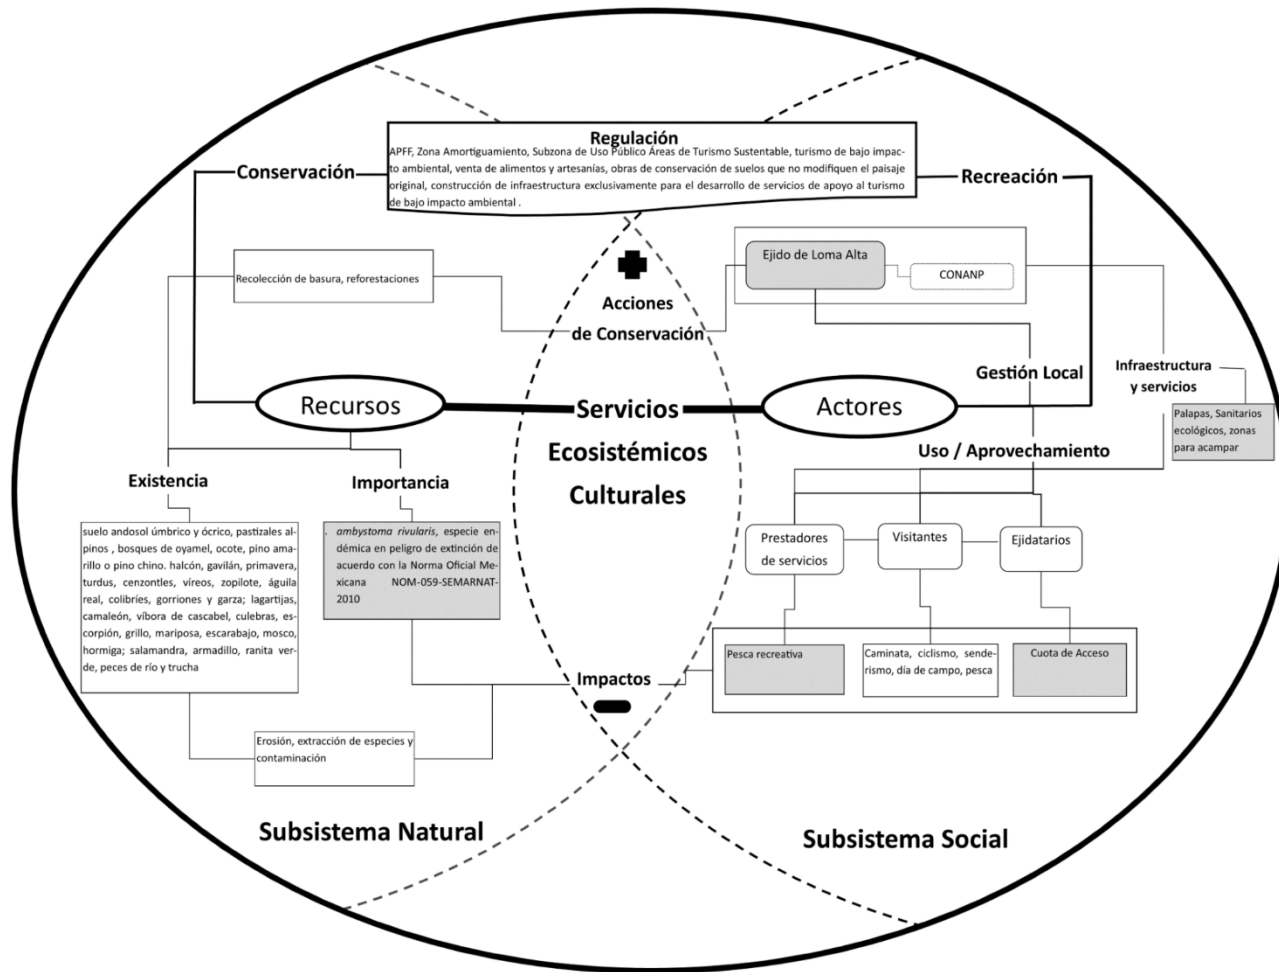 Regulación
APFF, Zona Amortiguamiento, Subzona de Uso Público Áreas de Turismo Sustentable, turismo de bajo impac-
to ambiental, venta de alimentos y artesanías, obras de conservación de suelos que no modifiquen el paisaje
original, construcción de infraestructura exclusivamente para el desarrollo de servicios de apoyo al turismo
de bajo impacto ambiental .
Conservación
Recreación
Recolección de basura, reforestaciones
Acciones
de Conservación
Ejido de Loma Alta
CONANP
Gestión Local
Infraestructura
y servicios
Palapas, Sanitarios
ecológicos, zonas
para acampar
Recursos
Servicios
Ecosistémicos
Culturales
Actores
Uso / Aprovechamiento
Existencia
Importancia
suelo andosol úmbrico y ócrico, pastizales al-
pinos , bosques de oyamel, ocote, pino ama-
rillo o pino chino. halcón, gavilán, primavera,
turdus, cenzontles, víreos, zopilote, águila
real, colibríes, gorriones y garza; lagartijas,
camaleón, víbora de cascabel, culebras, es-
corpión, grillo, mariposa, escarabajo, mosco,
hormiga; salamandra, armadillo, ranita ver-
de, peces de río y trucha
. ambystoma rivularis, especie en-
démica en peligro de extinción de
acuerdo con la Norma Oficial Me-
xicana NOM-059-SEMARNAT-
2010
Prestadores
de servicios
Visitantes
Ejidatarios
Pesca recreativa
Caminata, ciclismo, sende-
rismo, día de campo, pesca
Cuota de Acceso
Impactos
Erosión, extracción de especies y
contaminación
Subsistema Natural
Subsistema Social